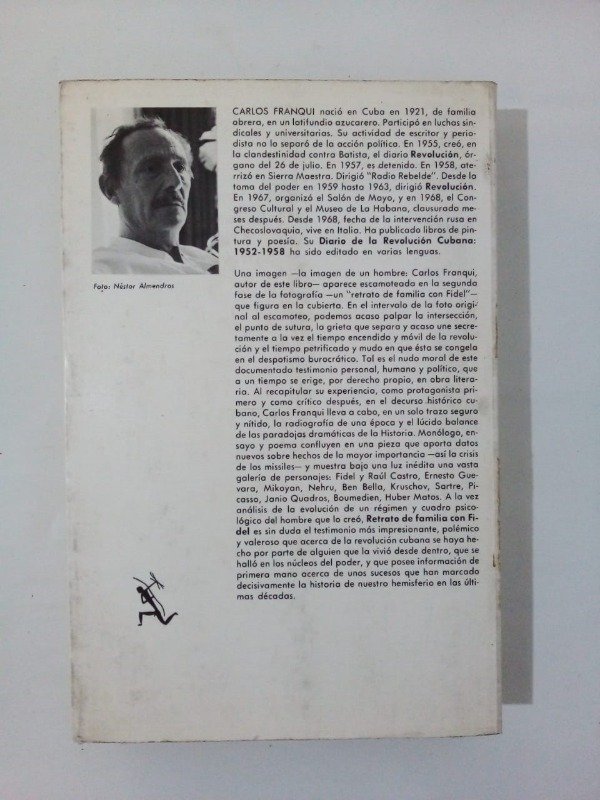 CARLOS FRANQUI nació en Cuba en 1921, de familia
obrera, en un latifundio azucarero. Participó en luchas sin-
dicales y universitarias. Su actividad de escritor y perio-
dista no lo separó de la acción política. En 1955, creó, en
la clandestinidad contra Batista, el diario Revolución, ór-
gano del 26 de julio. En 1957, es detenido. En 1958, ate-
rrizó en Sierra Maestra. Dirigió "Radio Rebelde". Desde la
toma del poder en 1959 hasta 1963, dirigió Revolución.
En 1967, organizó el Salón de Mayo, y en 1968, el Con-
greso Cultural y el Museo de La Habana, clausurado me-
ses después. Desde 1968, fecha de la intervención rusa en
Checoslovaquia, vive en Italia. Ha publicado libros de pin-
tura y poesía. Su Diario de la Revolución Cubana:
1952-1958 ha sido editado en varias lenguas.
Foto: Néstor Almendros
Una imagen —la imagen de un hombre: Carlos Franqui,
autor de este libro— aparece escamoteada en la segunda
fase de la fotografía —un "retrato de familia con Fidel"—
que figura en la cubierta. En el intervalo de la foto origi-
nal al escamoteo, podemos acaso palpar la intersección,
el punto de sutura, la grieta que separa y acaso une secre-
tamente a la vez el tiempo encendido y móvil de la revolu-
ción y el tiempo petrificado y mudo en que ésta se congela
en el despotismo burocrático. Tal es el nudo moral de este
documentado testimonio personal, humano y político, que
a un tiempo se erige, por derecho propio, en obra litera-
ria. Al recapitular su experiencia, como protagonista pri-
mero y como crítico después, en el decurso histórico cu-
bano, Carlos Franqui lleva a cabo, en un solo trazo seguro
y nítido, la radiografía de una época y el lúcido balance
de las paradojas dramáticas de la Historia. Monólogo, en-
sayo y poema confluyen en una pieza que aporta datos
nuevos sobre hechos de la mayor importancia —así la crisis
de los missiles— y muestra bajo una luz inédita una vasta
galería de personajes: Fidel y Raúl Castro, Ernesto Gue-
vara, Mikoyan, Nehru, Ben Bella, Kruschov, Sartre, Pi-
casso, Janio Quadros, Boumedien, Huber Matos. A la vez
análisis de la evolución de un régimen y cuadro psico-
lógico del hombre que lo creó, Retrato de familia con Fi-
del es sin duda el testimonio más impresionante, polémico
y valeroso que acerca de la revolución cubana se haya he-
cho por parte de alguien que la vivió desde dentro, que se
halló en los núcleos del poder, y que posee información de
primera mano acerca de unos sucesos que han marcado
decisivamente la historia de nuestro hemisferio en las últi-
mas décadas.